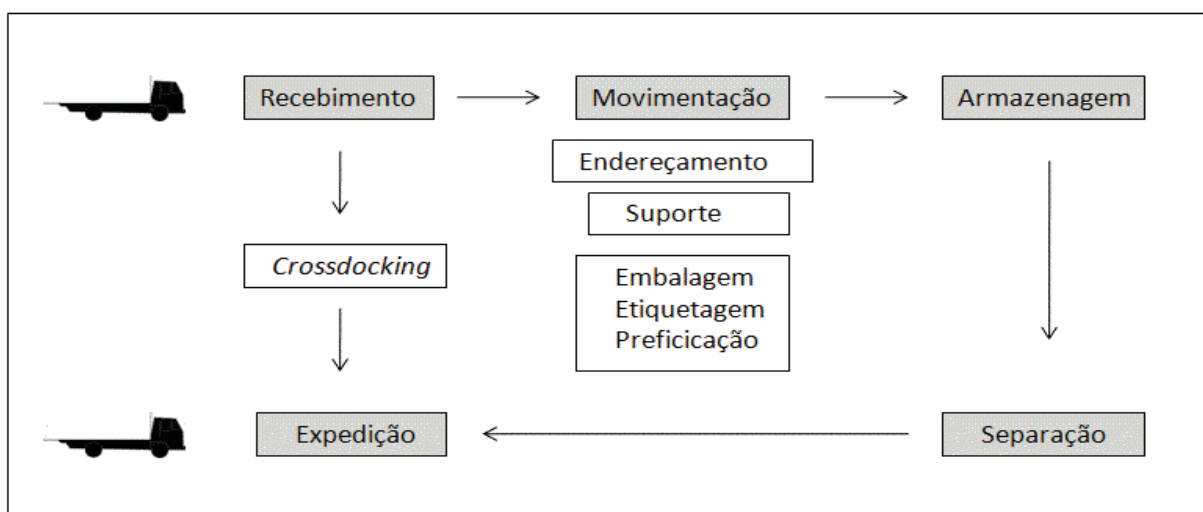 Recebimento
Movimentação
Armazenagem
Endereçamento
Suporte
Crossdocking
Embalagem
Etiquetagem
Preficicação
Expedição
Separação